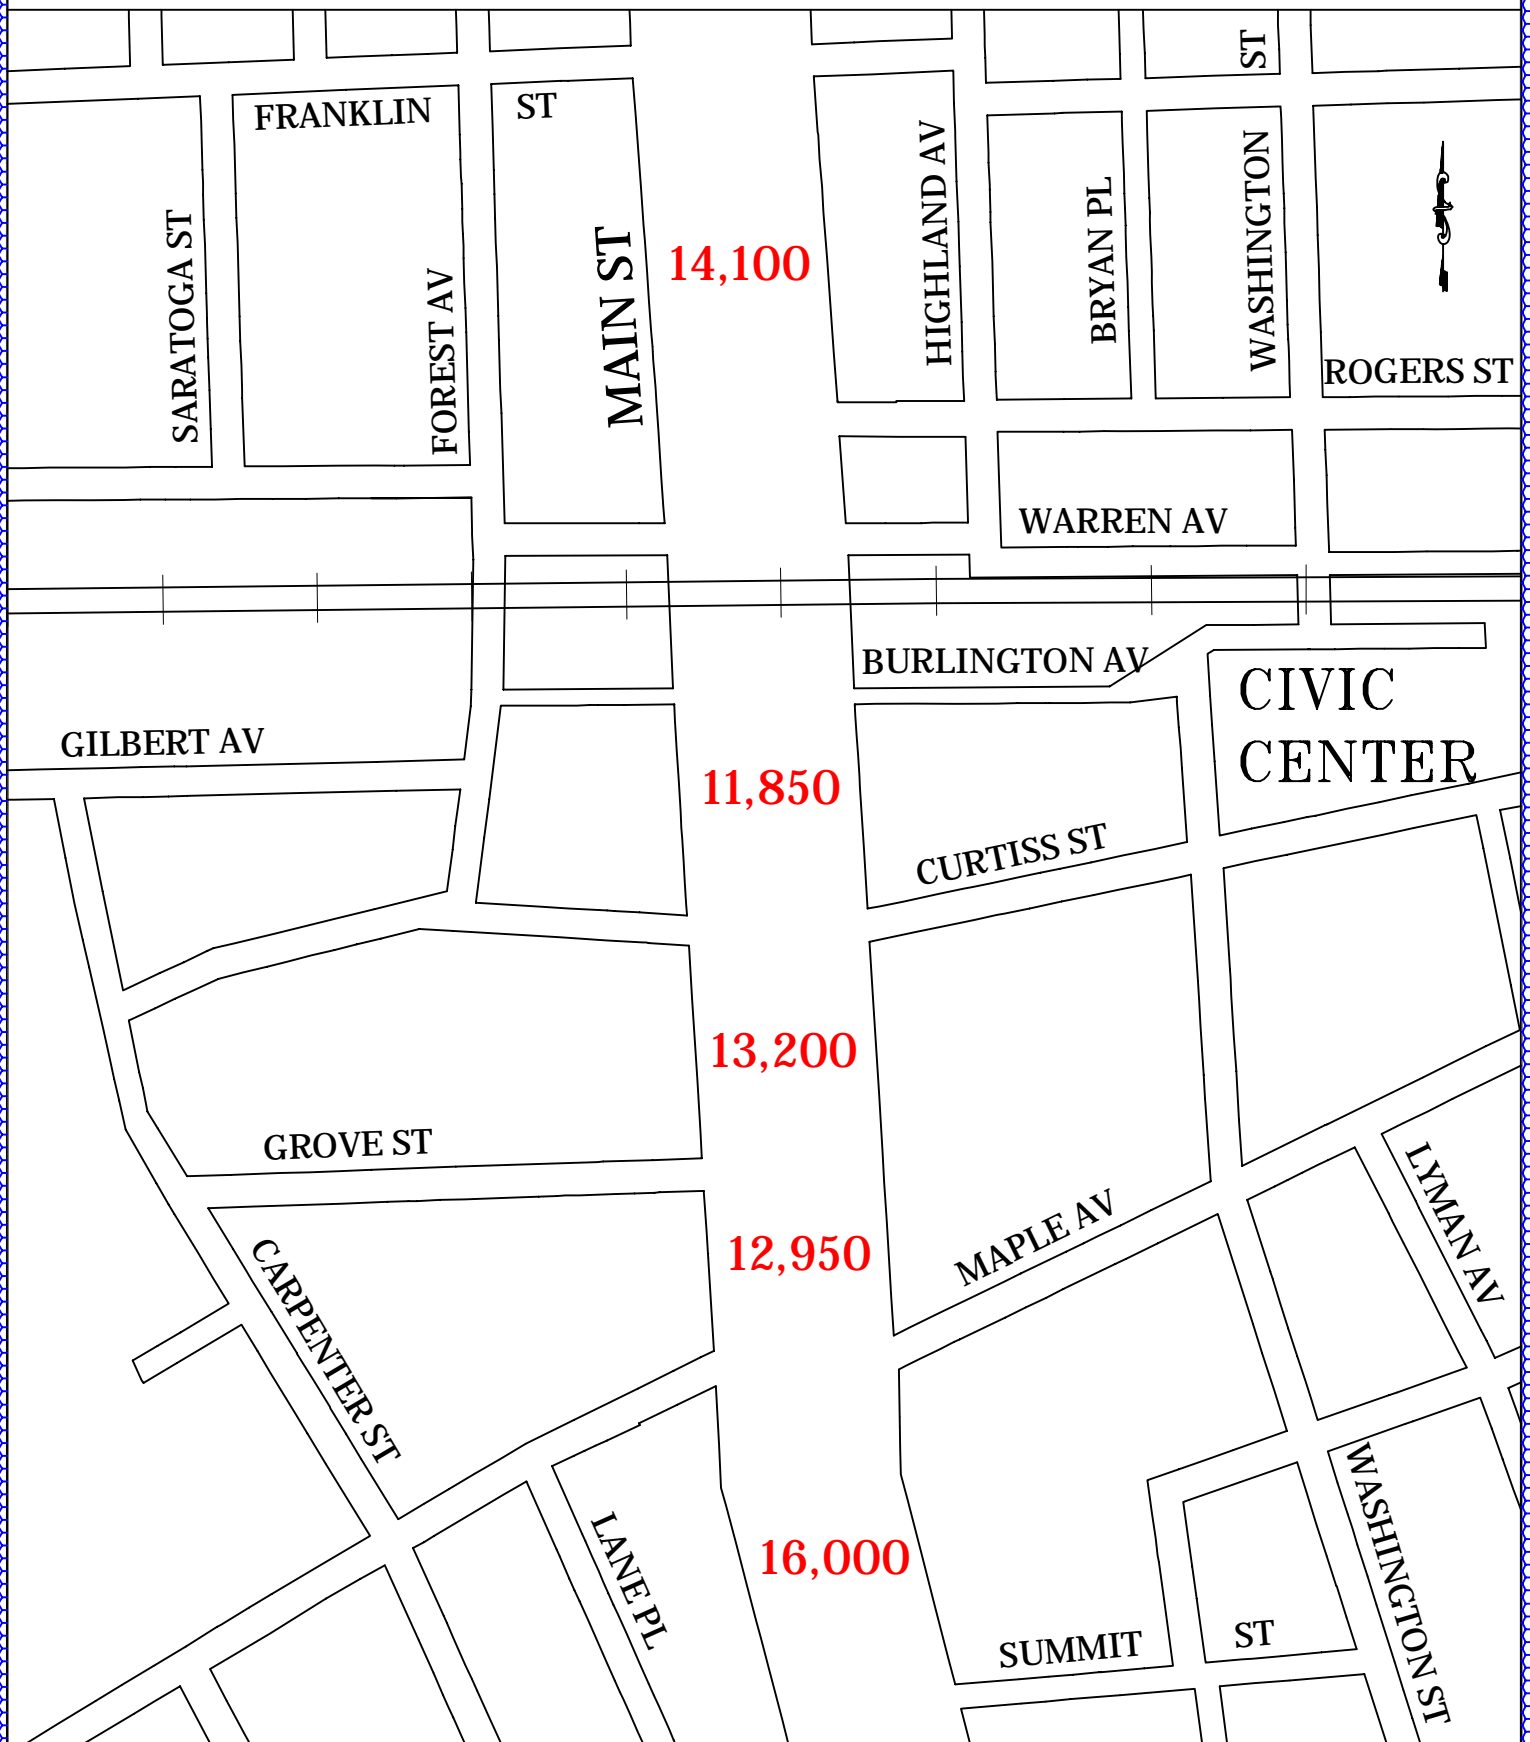 ST
FRANKLIN
ST
SARATOGA ST
FOREST AV
MAIN ST
14,100
HIGHLAND AV
BRYAN PL
WASHINGTON
ROGERS ST
WARREN AV
BURLINGTON AV
CIVIC
CENTER
GILBERT AV
11,850
CURTISS ST
13,200
GROVE ST
MAPLE AV
LYMAN AV
12,950
CARPENTER ST
LANE PL
16,000
SUMMIT
ST
WASHINGTON ST